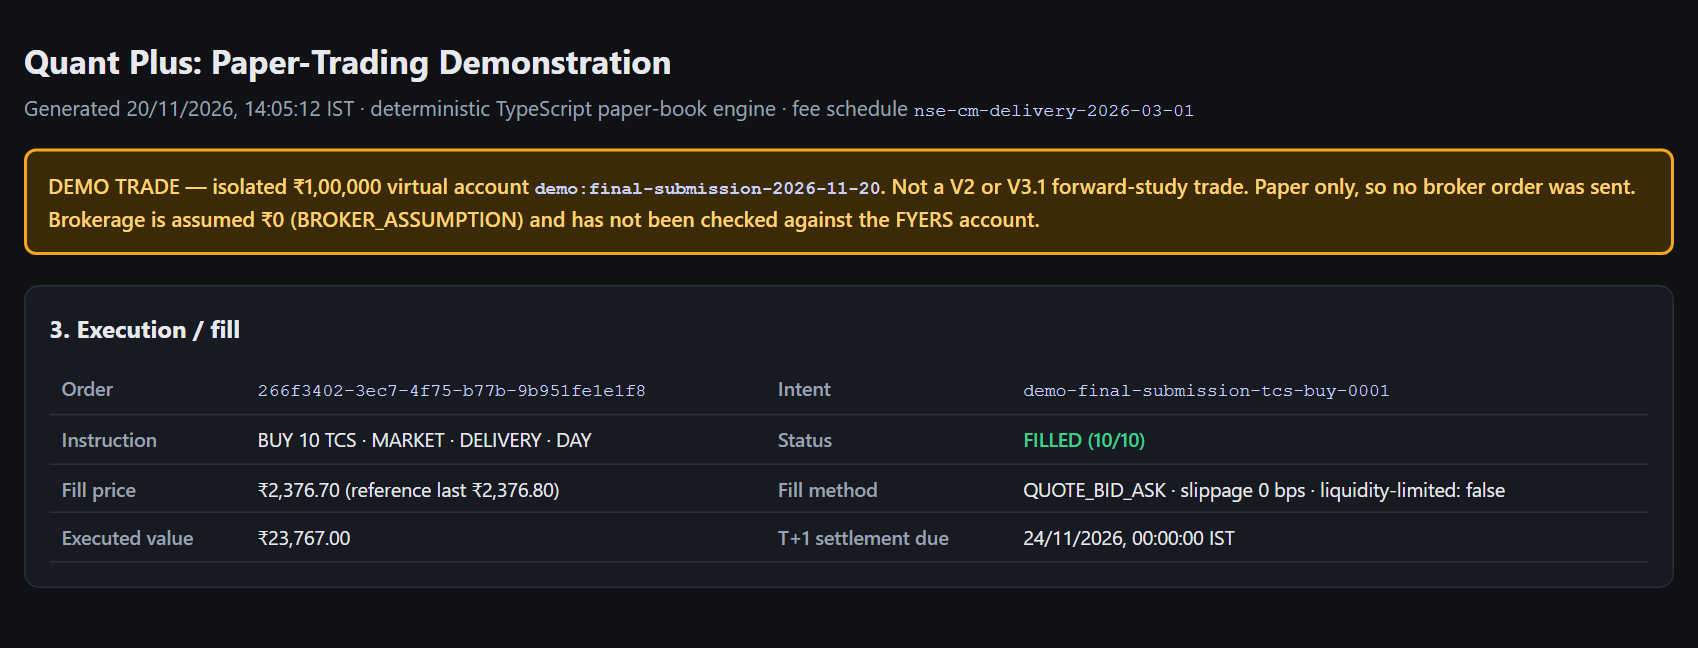 Quant Plus: Paper-Trading Demonstration
Generated 20/11/2026, 14:05:12 IST · deterministic TypeScript paper-book engine · fee schedule nse-cm-delivery-2026-03-01
DEMO TRADE — isolated ₹1,00,000 virtual account demo:final-submission-2026-11-20. Not a V2 or V3.1 forward-study trade. Paper only, so no broker order was sent.
Brokerage is assumed ₹0 (BROKER_ASSUMPTION) and has not been checked against the FYERS account.
3. Execution / fill
Order 266f3402-3ec7-4f75-b77b-9b951fe1e1f8 Intent demo-final-submission-tcs-buy-0001
Instruction BUY 10 TCS · MARKET · DELIVERY · DAY Status FILLED (10/10)
Fill price ₹2,376.70 (reference last ₹2,376.80) Fill method QUOTE_BID_ASK · slippage 0 bps · liquidity-limited: false
Executed value ₹23,767.00 T+1 settlement due 24/11/2026, 00:00:00 IST